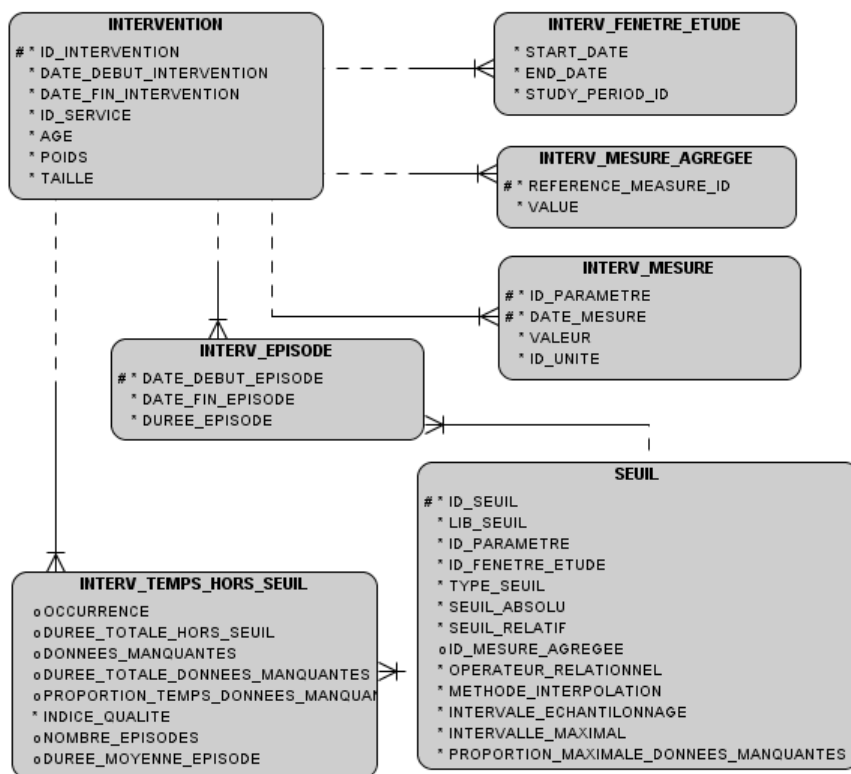 INTERVENTION
# * ID_INTERVENTION
* DATE_DEBUT_INTERVENTION
* DATE_FIN_INTERVENTION
* ID_SERVICE
* AGE
* POIDS
* TAILLE
INTERV_FENETRE_ETUDE
* START_DATE
* END_DATE
* STUDY_PERIOD_ID
INTERV_MESURE_AGREGEE
# * REFERENCE_MEASURE_ID
* VALUE
INTERV_MESURE
# * ID_PARAMETRE
# * DATE_MESURE
* VALEUR
* ID_UNITE
INTERV_EPISODE
# * DATE_DEBUT_EPISODE
* DATE_FIN_EPISODE
* DUREE_EPISODE
SEUIL
# * ID_SEUIL
* LIB_SEUIL
* ID_PARAMETRE
* ID_FENETRE_ETUDE
* TYPE_SEUIL
* SEUIL_ABSOLU
* SEUIL_RELATIF
o ID_MESURE_AGREGEE
* OPERATEUR_RELATIONNEL
* METHODE_INTERPOLATION
* INTERVALE_ECHANTILONNAGE
* INTERVALLE_MAXIMAL
* PROPORTION_MAXIMALE_DONNEES_MANQUANTES
INTERV_TEMPS_HORS_SEUIL
o OCCURRENCE
o DUREE_TOTALE_HORS_SEUIL
o DONNEES_MANQUANTES
o DUREE_TOTALE_DONNEES_MANQUANTES
o PROPORTION_TEMPS_DONNEES_MANQUAN
* INDICE_QUALITE
o NOMBRE_EPISODES
o DUREE_MOYENNE_EPISODE